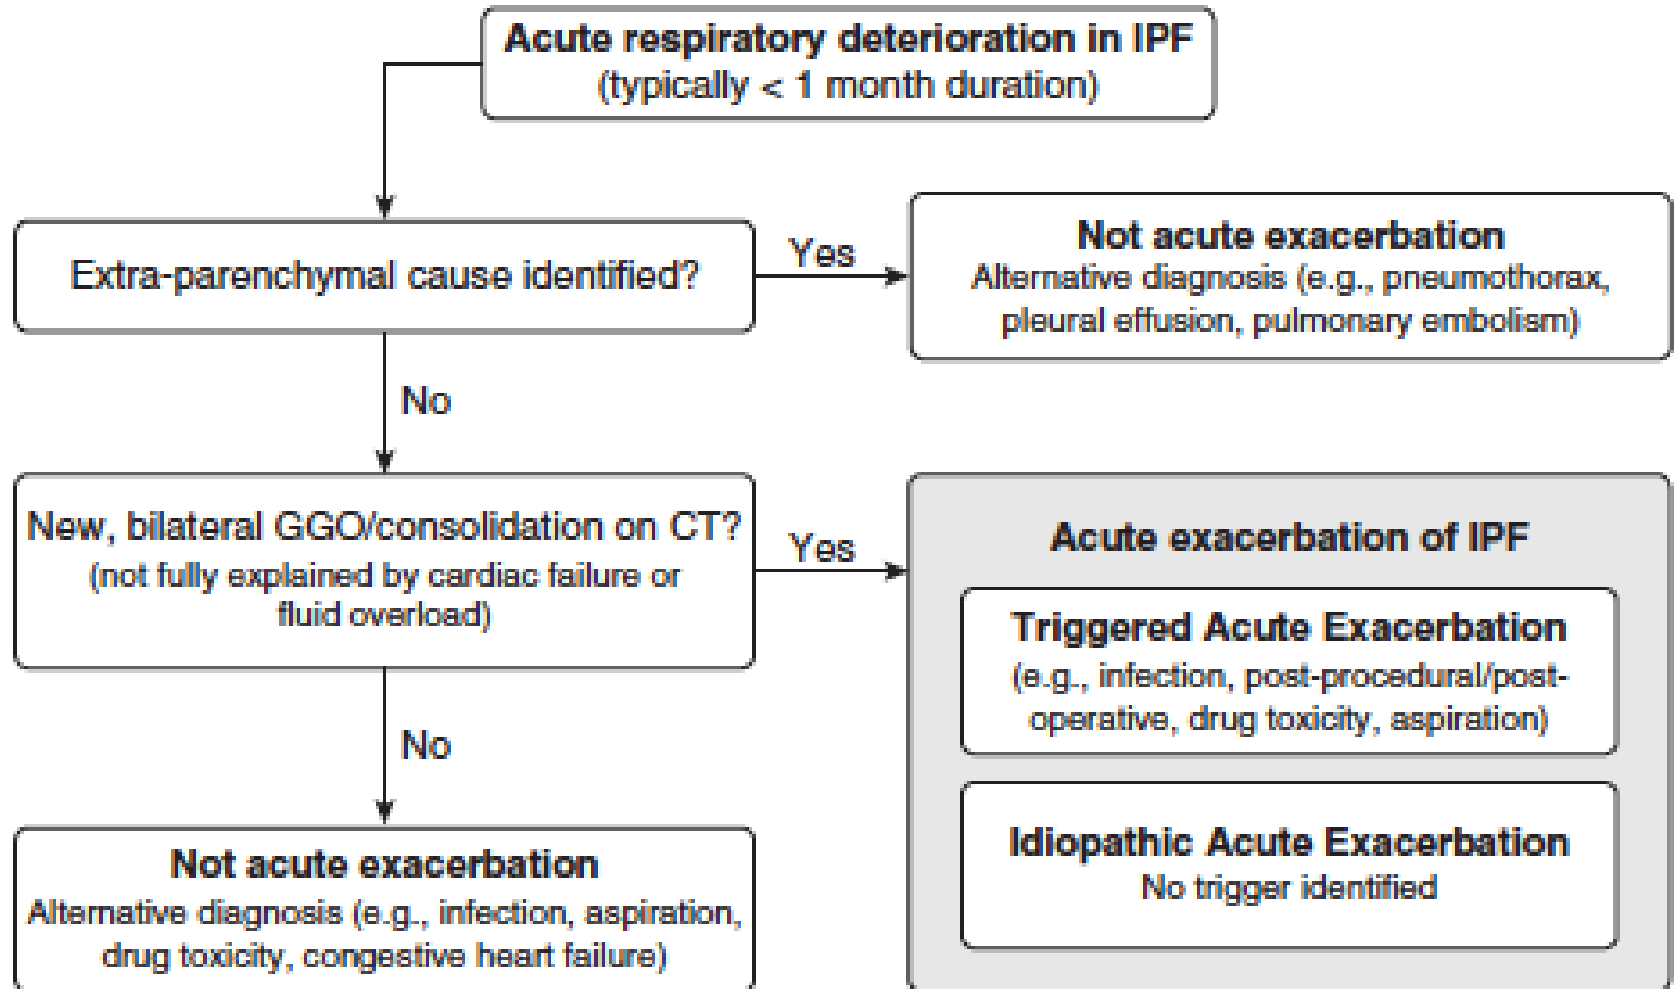 Acute respiratory deterioration in IPF
(typically < 1 month duration)
Extra-parenchymal cause identified?
Yes
Not acute exacerbation
Alternative diagnosis (e.g., pneumothorax,
pleural effusion, pulmonary embolism)
No
New, bilateral GGO/consolidation on CT?
(not fully explained by cardiac failure or
fluid overload)
Yes
Acute exacerbation of IPF
Triggered Acute Exacerbation
(e.g., infection, post-procedural/post-
operative, drug toxicity, aspiration)
Idiopathic Acute Exacerbation
No trigger identified
No
Not acute exacerbation
Alternative diagnosis (e.g., infection, aspiration,
drug toxicity, congestive heart failure)